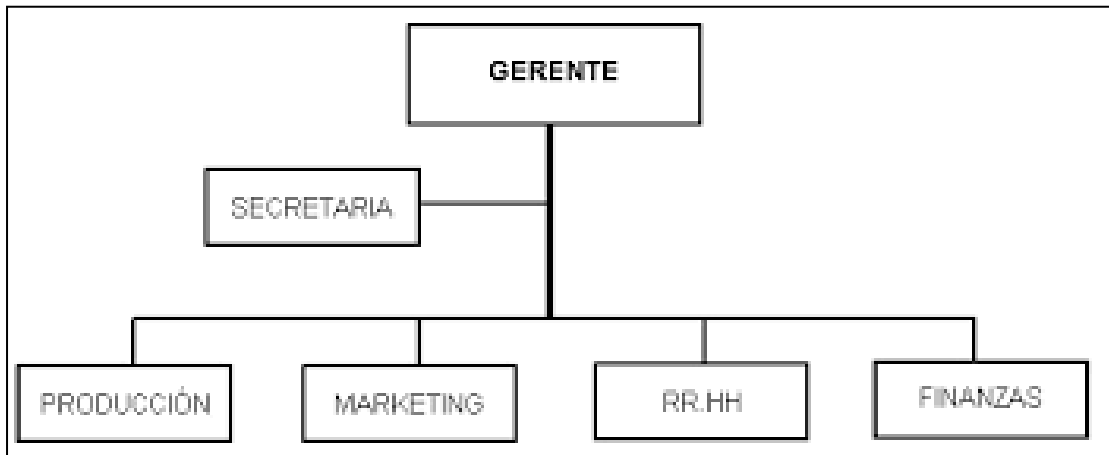 GERENTE
SECRETARIA
PRODUCCIÓN
MARKETING
RR.HH
FINANZAS